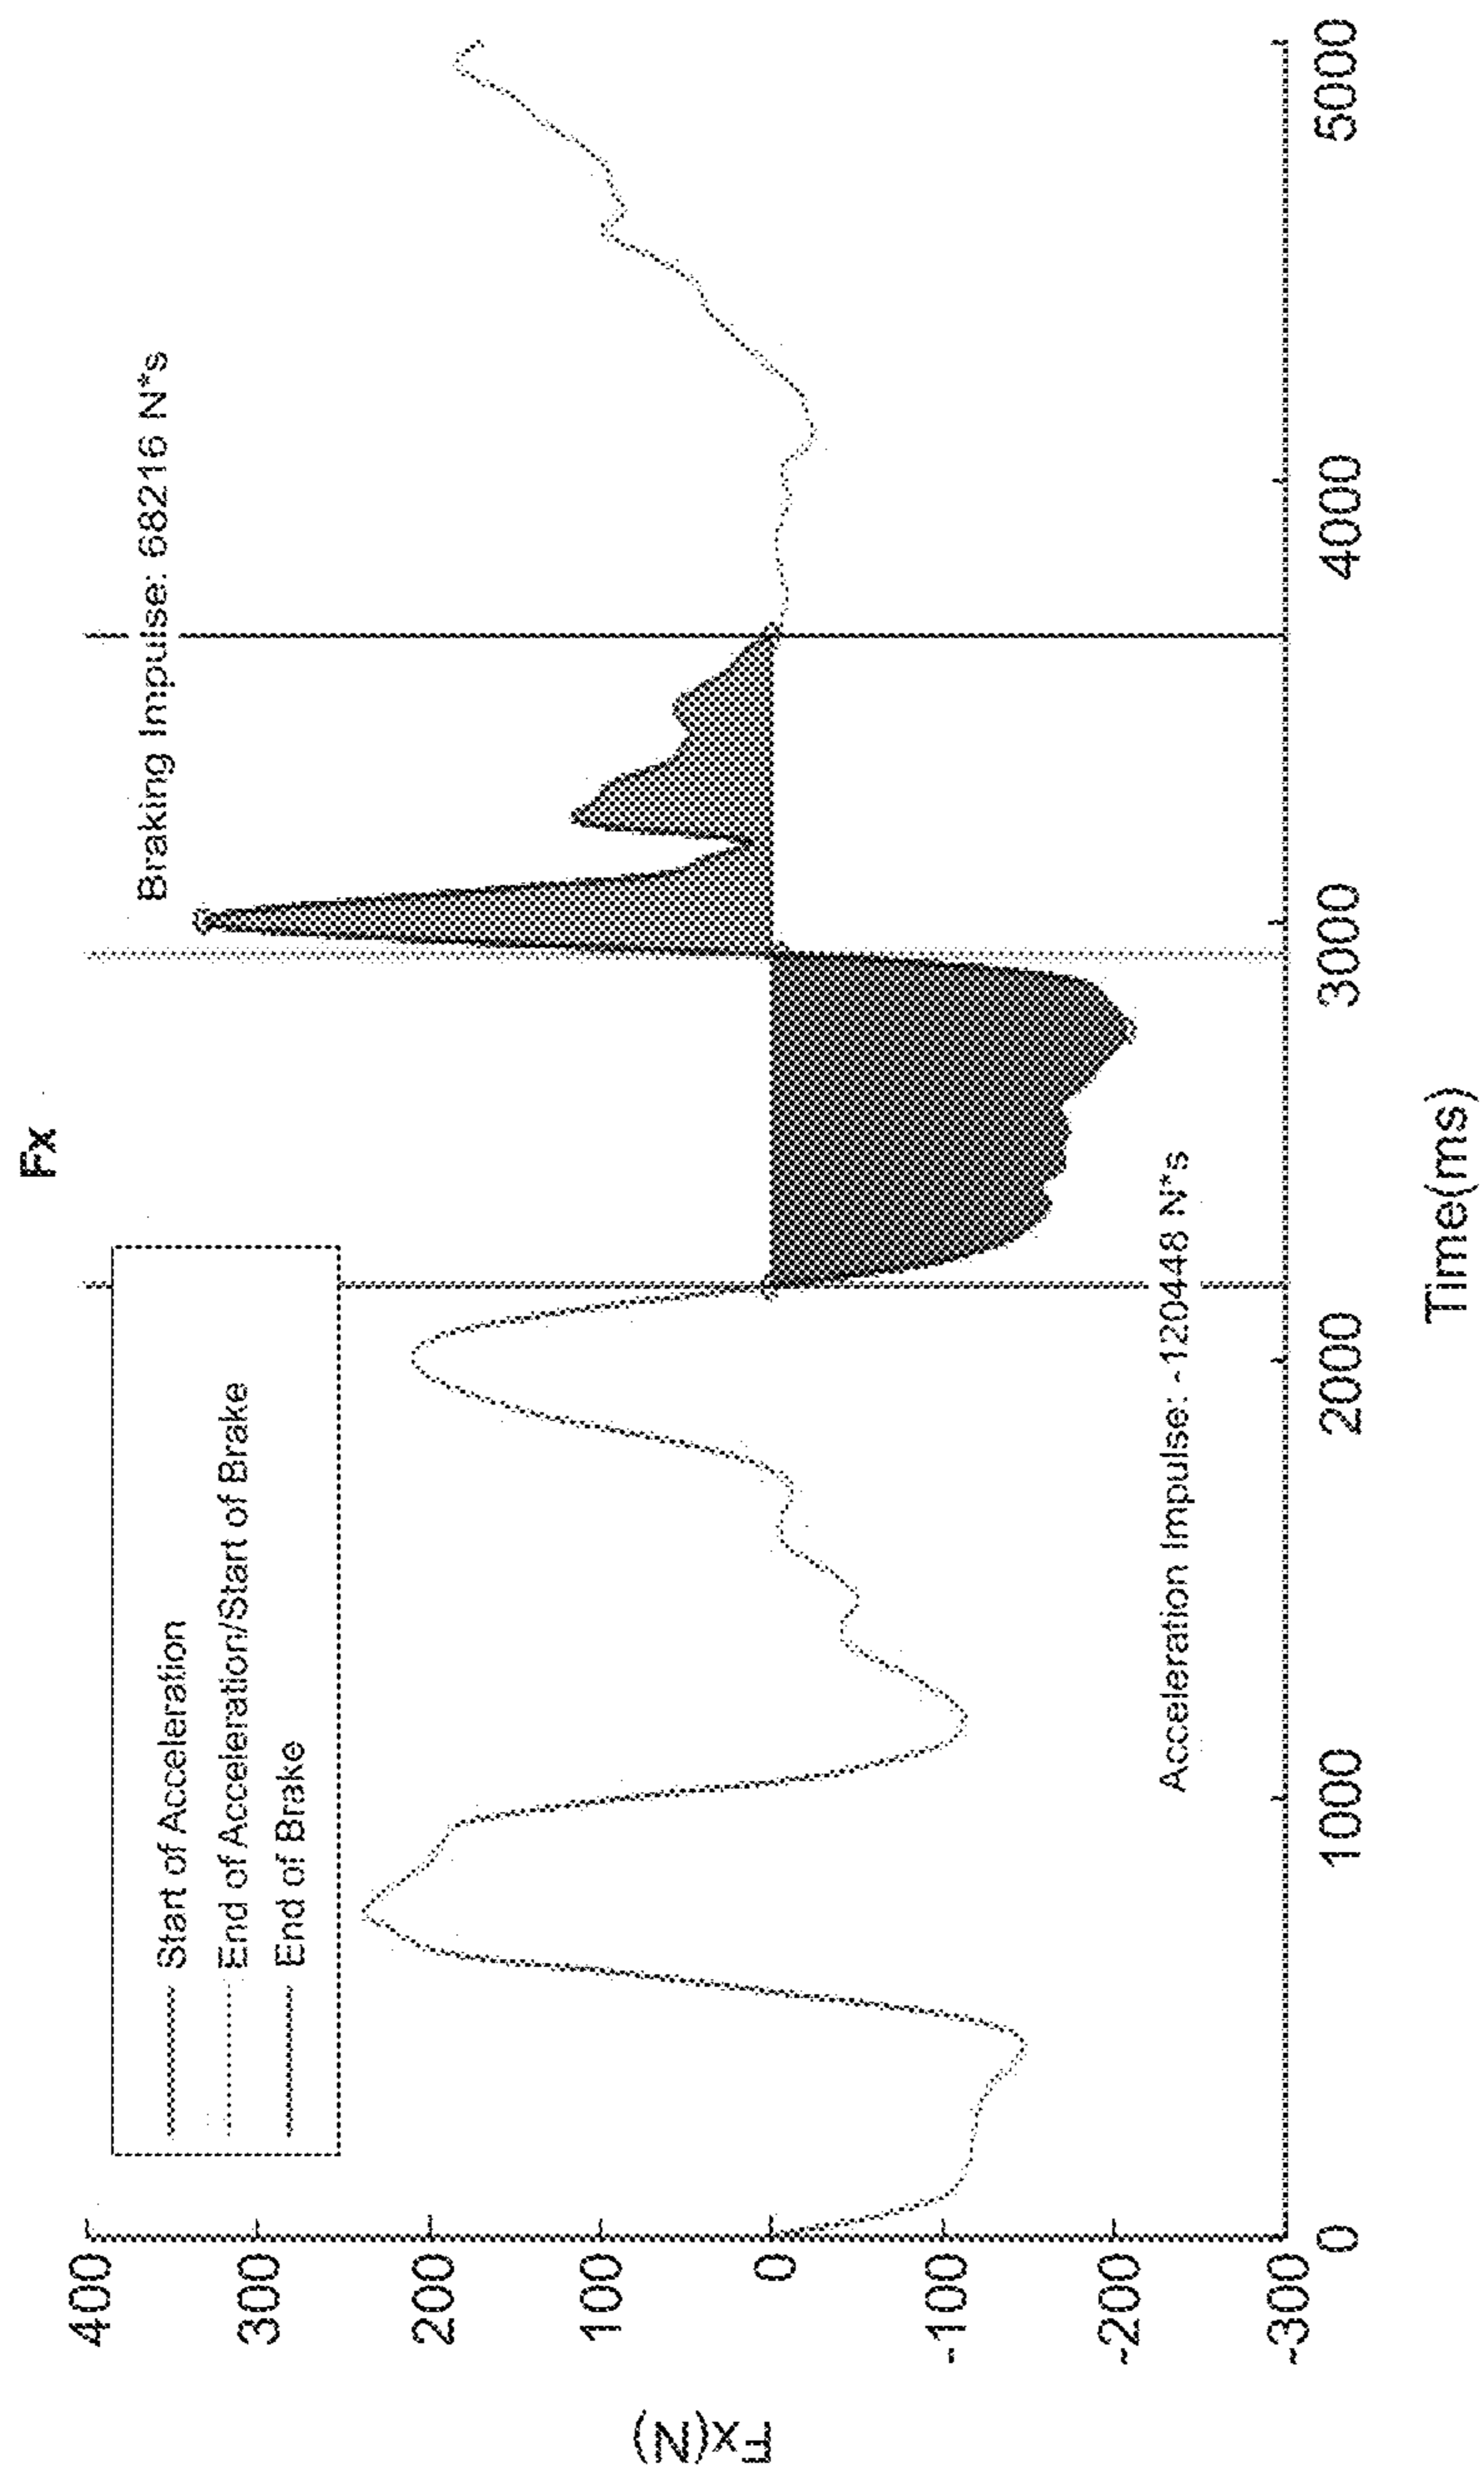 Fx
Start of Acceleration
End of Acceleration/Start of Brake
End of Brake
Braking Impulse: 68216 N*s
Acceleration Impulse: -120448 N*s
Fx(N)
400
300
200
100
0
-100
-200
-300
0
1000
2000
3000
4000
5000
Time(ms)